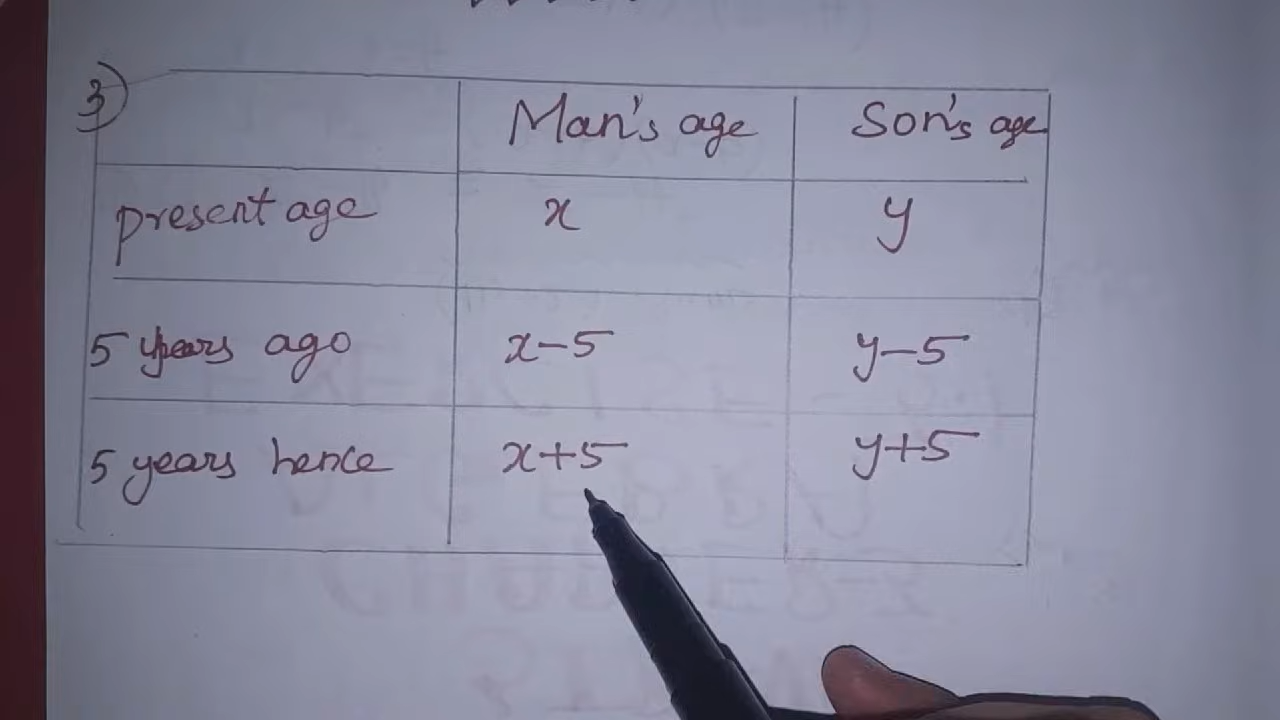 3)
Man's age Son's age
present age x y
5 years ago x-5 y-5
5 years hence x+5 y+5